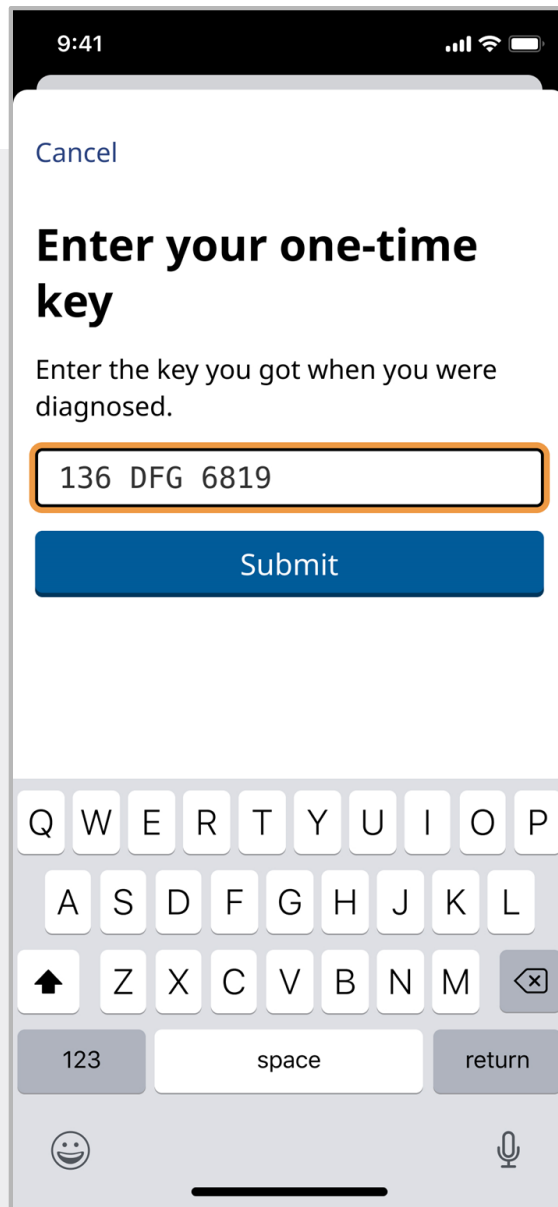 9:41
Cancel
Enter your one-time
key
Enter the key you got when you were
diagnosed.
136 DFG 6819
Submit
Q W E R T Y U I O P
A S D F G H J K L
Z X C V B N M
123 space return